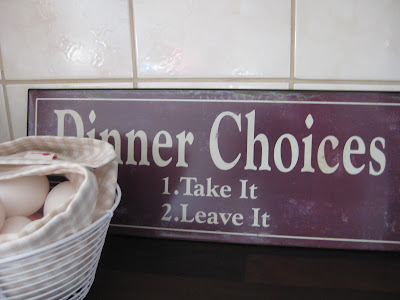 Dinner Choices
1.Take It
2.Leave It